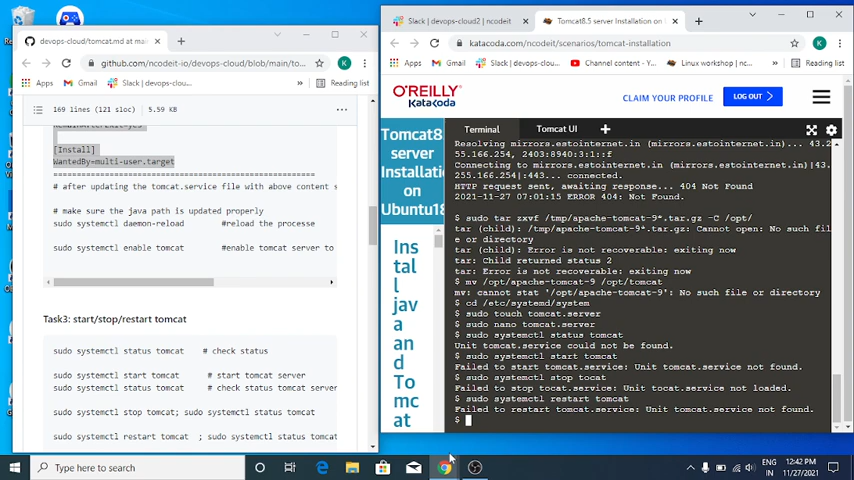 devops-cloud/tomcat.md at mai
github.com/ncodeit-io/devops-cloud/blob/main/to...
Apps
Gmail
Slack | devops-clou...
Reading list
169 lines (121 sloc)
5.59 KB
RemainAfterExit=yes
[Install]
WantedBy=multi-user.target
# after updating the tomcat.service file with above content s
# make sure the java path is updated properly
sudo systemctl daemon-reload #reload the processe
sudo systemctl enable tomcat #enable tomcat server to
Task3: start/stop/restart tomcat
sudo systemctl status tomcat # check status
sudo systemctl start tomcat # start tomcat server
sudo systemctl status tomcat # check status tomcat server
sudo systemctl stop tomcat; sudo systemctl status tomcat
sudo systemctl restart tomcat ; sudo systemctl status tomcat
Slack | devops-cloud2 | ncodeit
Tomcat8.5 server Installation on
katacoda.com/ncodeit/scenarios/tomcat-installation
Apps
Gmail
Slack | devops-clou...
Channel content - Y...
Linux workshop | nc...
Reading list
O'REILLY
KataCoda
CLAIM YOUR PROFILE
LOG OUT
Tomcat8
server
Installatio
on
Ubuntu18
Ins
tal
l
jav
a
and
To
mc
at
Terminal
Tomcat UI
Resolving mirrors.estointernet.in (mirrors.estointernet.in)... 43.2
55.166.254, 2403:8940:3:1::f
Connecting to mirrors.estointernet.in (mirrors.estointernet.in)|43.2
55.166.254|:443... connected.
HTTP request sent, awaiting response... 404 Not Found
2021-11-27 07:01:15 ERROR 404: Not Found.
$ sudo tar zxvf /tmp/apache-tomcat-9*.tar.gz -C /opt/
tar (child): /tmp/apache-tomcat-9*.tar.gz: Cannot open: No such fil
e or directory
tar (child): Error is not recoverable: exiting now
tar: Child returned status 2
tar: Error is not recoverable: exiting now
$ mv /opt/apache-tomcat-9 /opt/tomcat
mv: cannot stat '/opt/apache-tomcat-9': No such file or directory
$ cd /etc/systemd/system
$ sudo touch tomcat.server
$ sudo nano tomcat.server
$ sudo systemctl status tomcat
Unit tomcat.service could not be found.
$ sudo systemctl start tomcat
Failed to start tomcat.service: Unit tomcat.service not found.
$ sudo systemctl stop tocat
Failed to stop tocat.service: Unit tocat.service not loaded.
$ sudo systemctl restart tomcat
Failed to restart tomcat.service: Unit tomcat.service not found.
$
Type here to search
ENG
IN
12:42 PM
11/27/2021